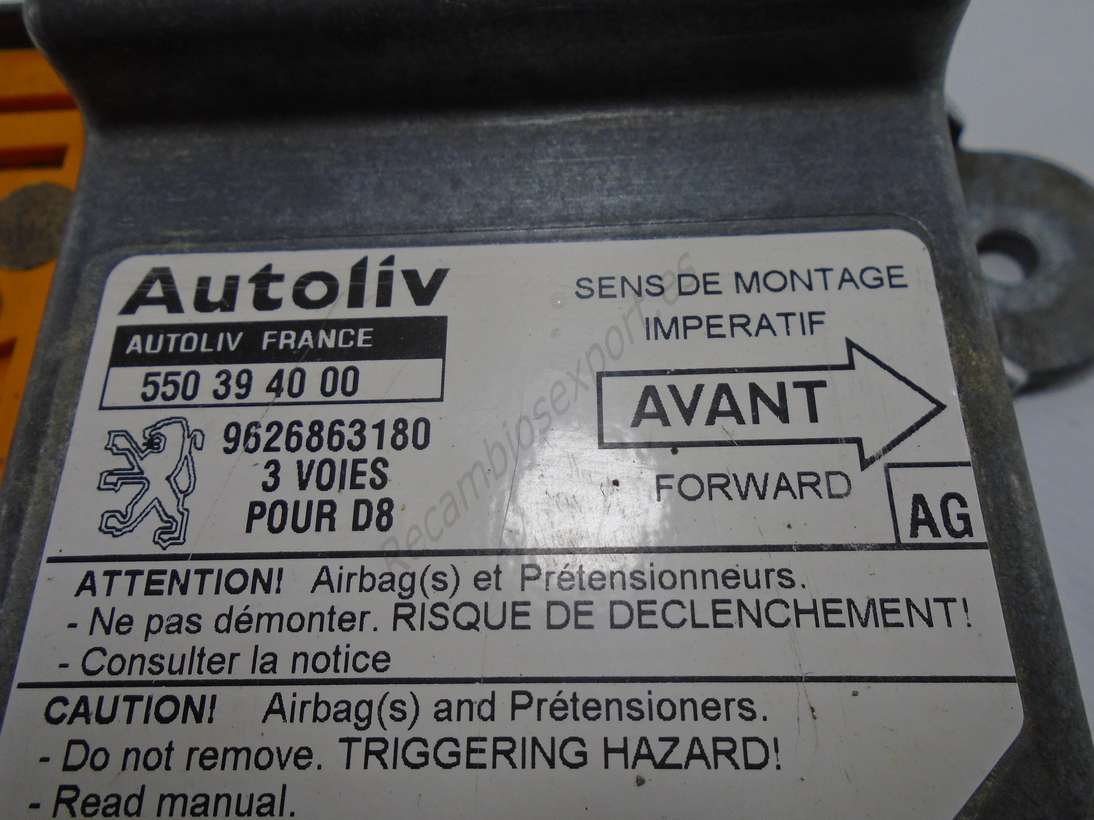 Autoliv
AUTOLIV FRANCE
550 39 40 00
9626863180
3 VOIES
POUR D8
SENS DE MONTAGE
IMPERATIF
AVANT
FORWARD
AG
ATTENTION! Airbag(s) et Prétensionneurs.
- Ne pas démonter. RISQUE DE DECLENCHEMENT!
- Consulter la notice
CAUTION! Airbag(s) and Prétensioners.
- Do not remove. TRIGGERING HAZARD!
- Read manual.
Recambiosexport.es